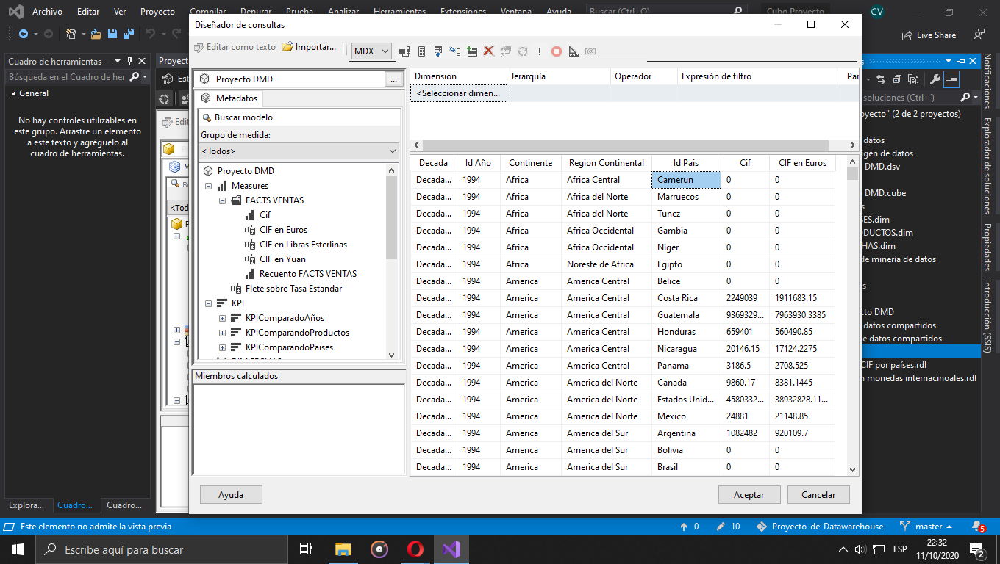 Archivo Editar Ver Proyecto Compilar Depurar Prueba Analizar Herramientas Extensiones Ventana Ayuda Buscar (Ctrl+Q) Cubo Proyecto CV
Live Share
Cuadro de herramientas
Búsqueda en el Cuadro de her
General
No hay controles utilizables en
este grupo. Arrastre un elemento
a este texto y agréguelo al
cuadro de herramientas.
Explora... Cuadro... Cuadro...
Proyect
Est
Edit
<Tod
Diseñador de consultas
Editar como texto Importar... MDX
Proyecto DMD ...
Metadatos
Buscar modelo
Grupo de medida:
<Todos>
Proyecto DMD
Measures
FACTS VENTAS
Cif
CIF en Euros
CIF en Libras Esterlinas
CIF en Yuan
Recuento FACTS VENTAS
Flete sobre Tasa Estandar
KPI
KPIComparadoAños
KPIComparandoProductos
KPIComparandoPaises
Miembros calculados
Dimensión Jerarquía Operador Expresión de filtro Par
<Seleccionar dimen...
Decada Id Año Continente Region Continental Id Pais Cif CIF en Euros
Decada... 1994 Africa Africa Central Camerun 0 0
Decada... 1994 Africa Africa del Norte Marruecos 0 0
Decada... 1994 Africa Africa del Norte Tunez 0 0
Decada... 1994 Africa Africa Occidental Gambia 0 0
Decada... 1994 Africa Africa Occidental Niger 0 0
Decada... 1994 Africa Noreste de Africa Egipto 0 0
Decada... 1994 America America Central Belice 0 0
Decada... 1994 America America Central Costa Rica 2249039 1911683.15
Decada... 1994 America America Central Guatemala 9369329... 7963930.3385
Decada... 1994 America America Central Honduras 659401 560490.85
Decada... 1994 America America Central Nicaragua 20146.15 17124.2275
Decada... 1994 America America Central Panama 3186.5 2708.525
Decada... 1994 America America del Norte Canada 9860.17 8381.1445
Decada... 1994 America America del Norte Estados Unid... 4580332... 38932828.11...
Decada... 1994 America America del Norte Mexico 24881 21148.85
Decada... 1994 America America del Sur Argentina 1082482 920109.7
Decada... 1994 America America del Sur Bolivia 0 0
Decada... 1994 America America del Sur Brasil 0 0
Ayuda Aceptar Cancelar
soluciones (Ctrl+´)
oyecto" (2 de 2 proyectos)
datos
igen de datos
DMD.dsv
DMD.cube
s
SES.dim
DUCTOS.dim
HAS.dim
de minería de datos
s
cto DMD
datos compartidos
e datos compartidos
CIF por países.rdl
n monedas internacinoales.rdl
Notificaciones
Explorador de soluciones
Propiedades
Introducción (SSIS)
Este elemento no admite la vista previa 0 10 Proyecto-de-Datawarehouse master 5
Escribe aquí para buscar ESP 22:32
11/10/2020 2